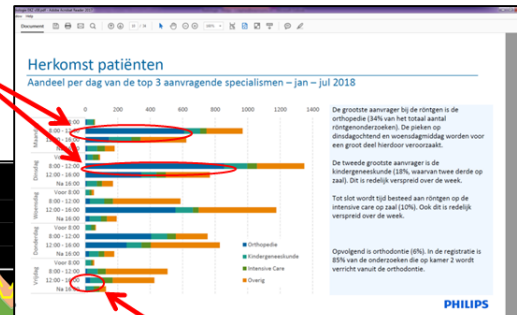 Herkomst patiënten
Aandeel per dag van de top 3 aanvragende specialismen – jan – jul 2018
0 200 400 600 800 1000 1200 1400
8:00 - 12:00
Na 16:00
Dinsdag
8:00 - 12:00
12:00 - 16:00
Na 16:00
Woensdag
Voor 8:00
8:00 - 12:00
12:00 - 16:00
Na 16:00
Donderdag
Voor 8:00
8:00 - 12:00
12:00 - 16:00
Na 16:00
Vrijdag
Voor 8:00
8:00 - 12:00
12:00 - 16:00
Na 16:00
Orthopedie
Kindergeneeskunde
Intensive Care
Overig
De grootste aanvrager bij de röntgen is de
orthopedie (34% van het totaal aantal
röntgenonderzoeken). De pieken op
dinsdagochtend en woensdagmiddag worden voor
een groot deel hierdoor veroorzaakt.
De tweede grootste aanvrager is de
kindergeneeskunde (18%, waarvan twee derde op
zaal). Dit is redelijk verspreid over de week.
Tot slot wordt tijd besteed aan röntgen op de
intensive care op zaal (10%). Ook dit is redelijk
verspreid over de week.
Opvolgend is orthodontie (6%). In de registratie is
85% van de onderzoeken die op kamer 2 wordt
verricht vanuit de orthodontie.
PHILIPS